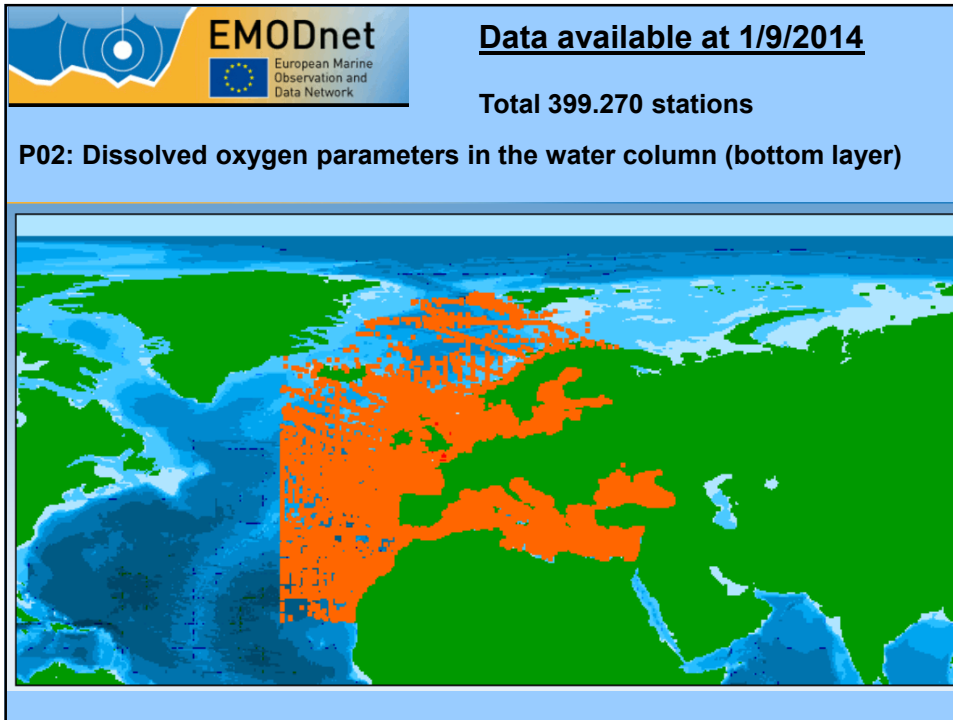 EMODnet
European Marine
Observation and
Data Network
Data available at 1/9/2014
Total 399.270 stations
P02: Dissolved oxygen parameters in the water column (bottom layer)